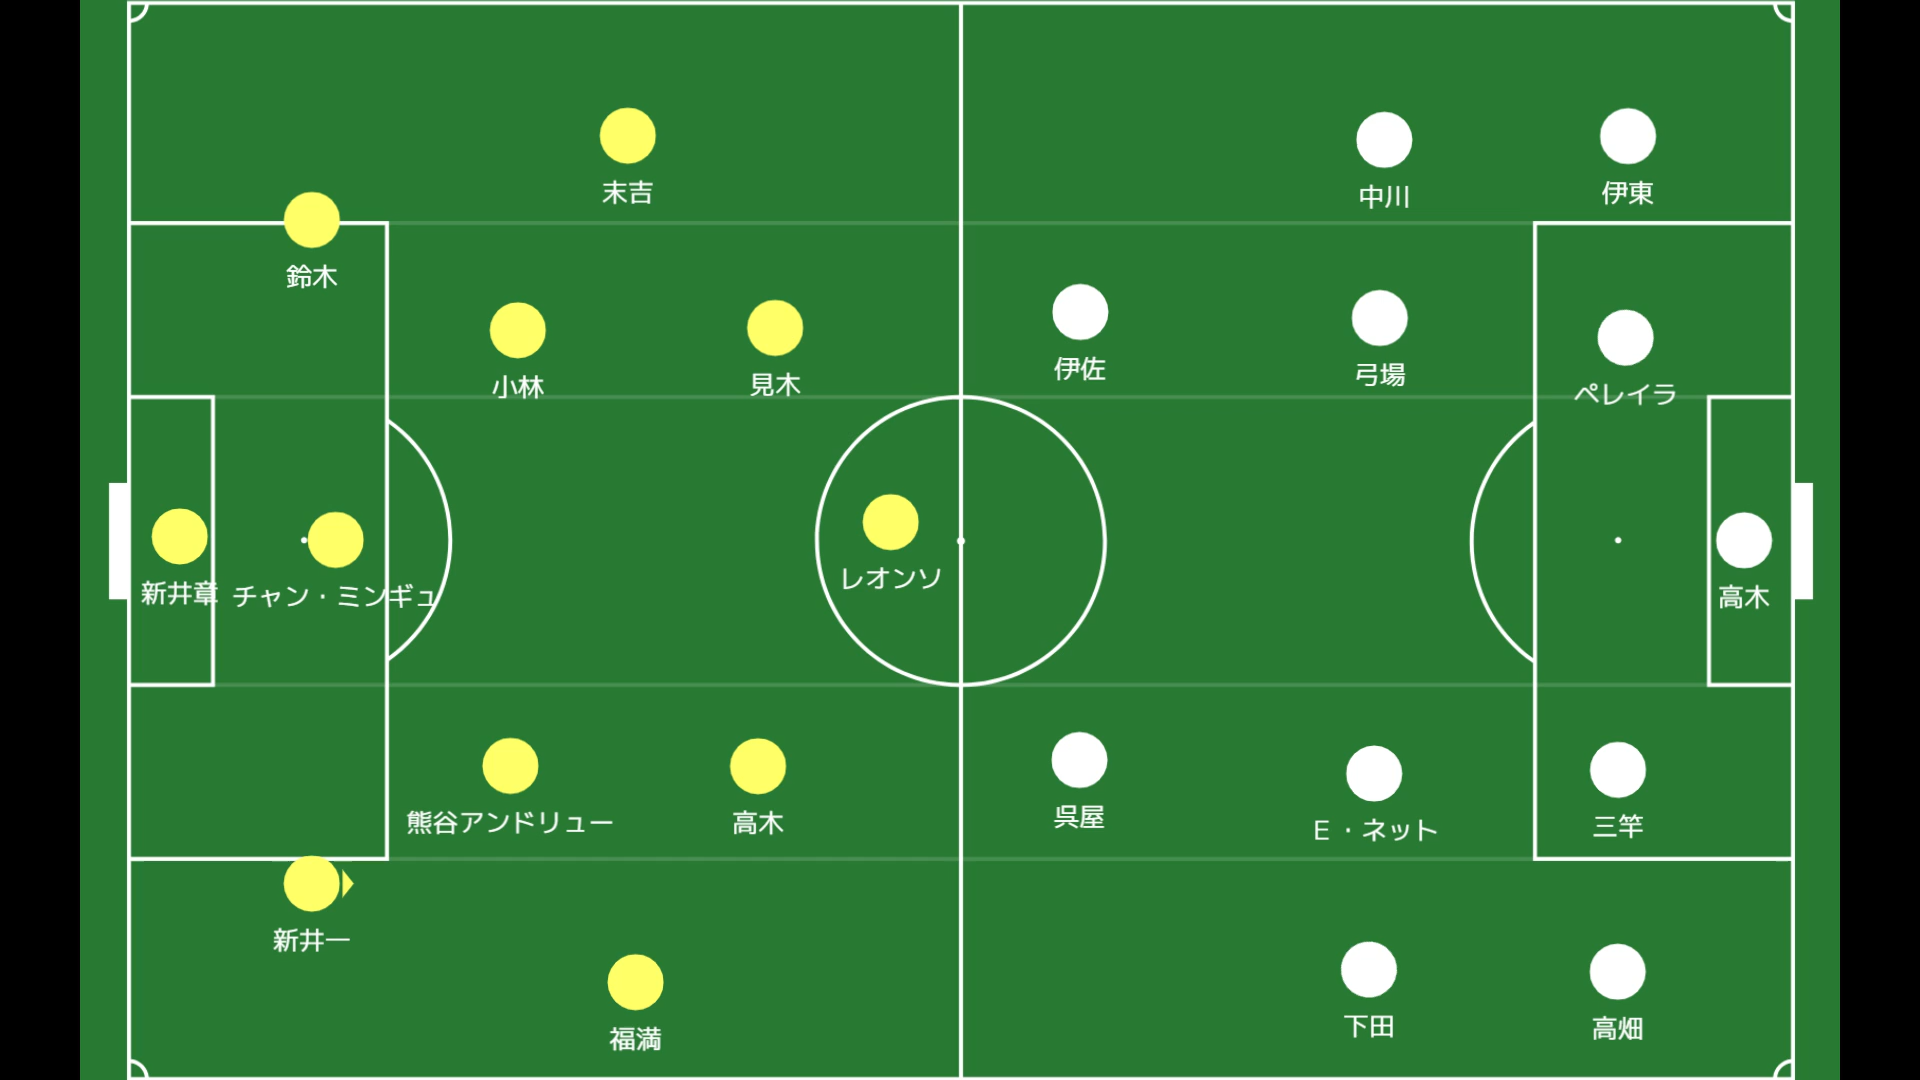 末吉
中川
伊東
鈴木
小林
見木
伊佐
弓場
ペレイラ
新井章
チャン・ミンギュ
レオンソ
高木
熊谷アンドリュー
高木
呉屋
E・ネット
三竿
新井一
福満
下田
高畑